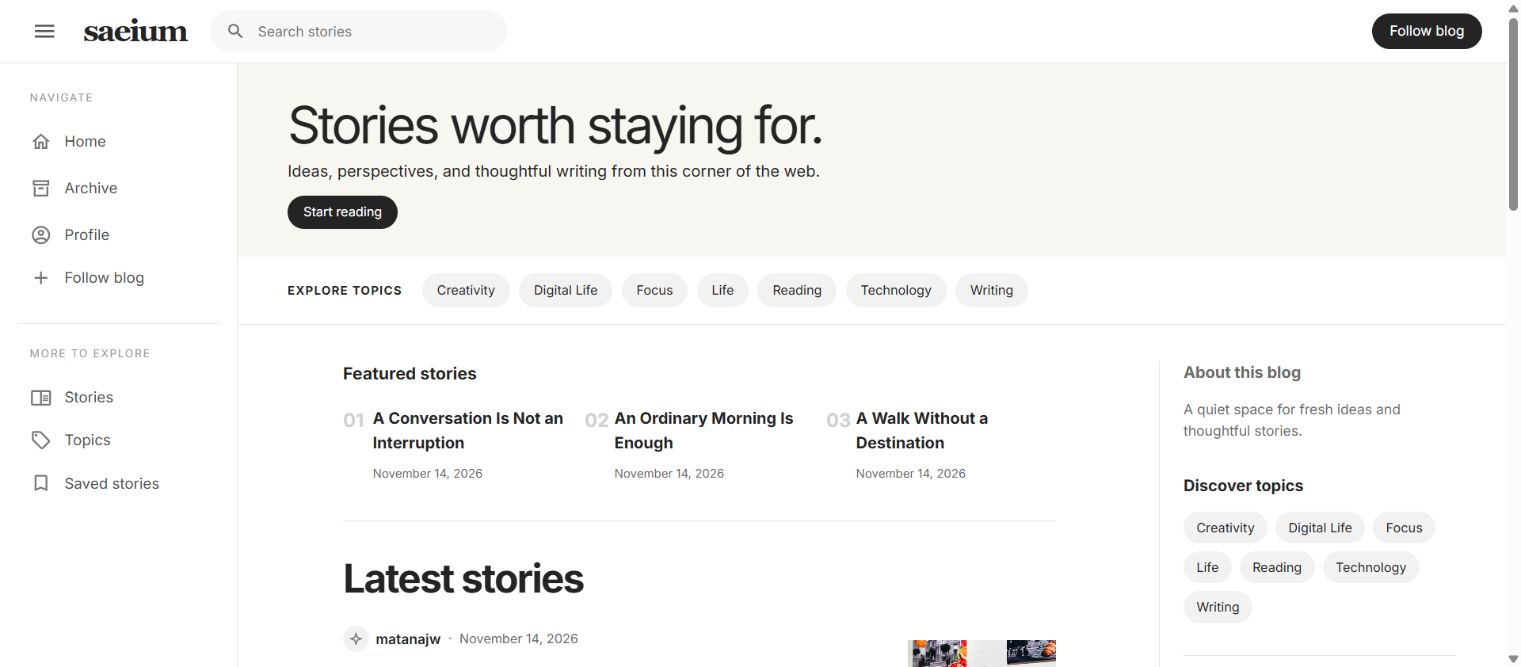 saeium
Search stories
Follow blog
NAVIGATE
Home
Archive
Profile
Follow blog
MORE TO EXPLORE
Stories
Topics
Saved stories
Stories worth staying for.
Ideas, perspectives, and thoughtful writing from this corner of the web.
Start reading
EXPLORE TOPICS Creativity Digital Life Focus Life Reading Technology Writing
Featured stories
01 A Conversation Is Not an
Interruption
November 14, 2026
02 An Ordinary Morning Is
Enough
November 14, 2026
03 A Walk Without a
Destination
November 14, 2026
Latest stories
matanajw · November 14, 2026
About this blog
A quiet space for fresh ideas and
thoughtful stories.
Discover topics
Creativity Digital Life Focus
Life Reading Technology
Writing